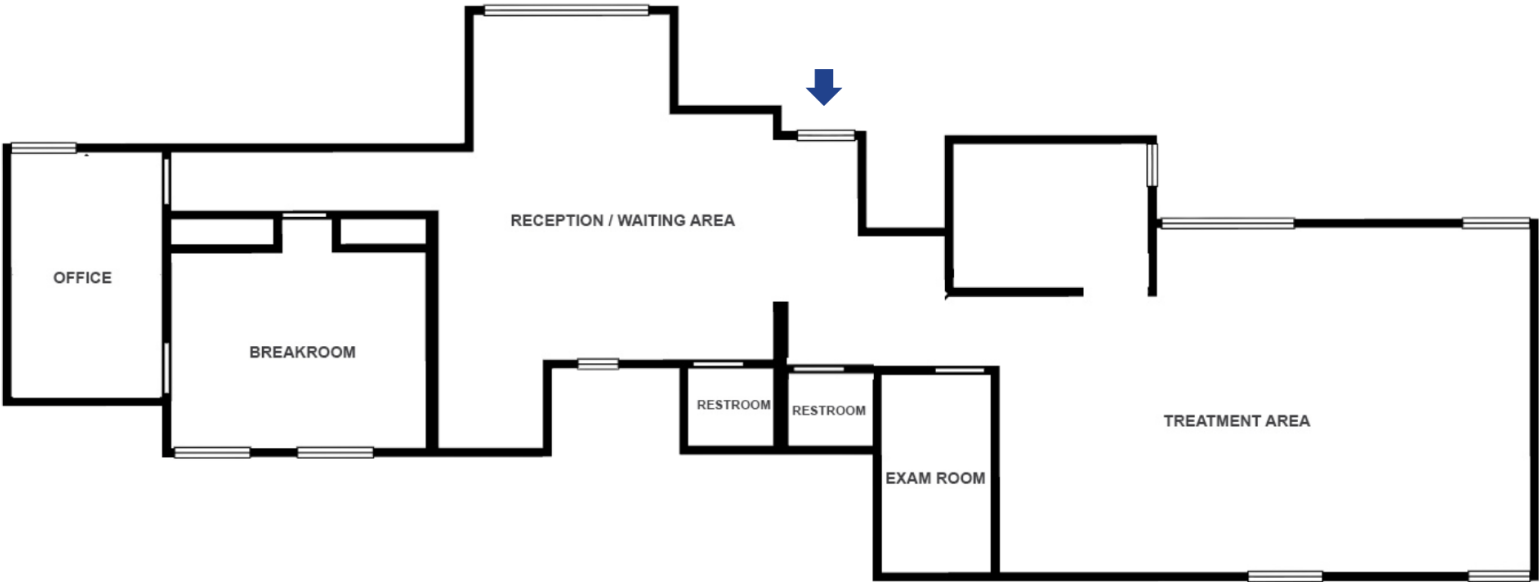 RECEPTION / WAITING AREA
OFFICE
BREAKROOM
RESTROOM
RESTROOM
TREATMENT AREA
EXAM ROOM